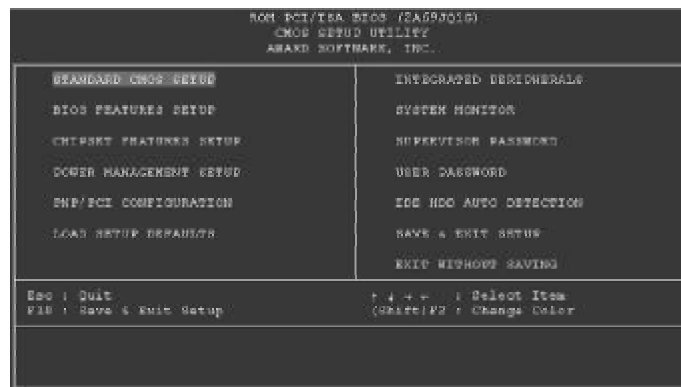 ROM PCI/ISA BIOS (2A69JQ1G)
CMOS SETUP UTILITY
AWARD SOFTWARE, INC.
STANDARD CMOS SETUP
BIOS FEATURES SETUP
CHIPSET FEATURES SETUP
POWER MANAGEMENT SETUP
PNP/PCI CONFIGURATION
LOAD SETUP DEFAULTS
INTEGRATED PERIPHERALS
SYSTEM MONITOR
SUPERVISOR PASSWORD
USER PASSWORD
IDE HDD AUTO DETECTION
SAVE & EXIT SETUP
EXIT WITHOUT SAVING
Esc : Quit
F10 : Save & Exit Setup
↑ ↓ → ← : Select Item
(Shift)F2 : Change Color